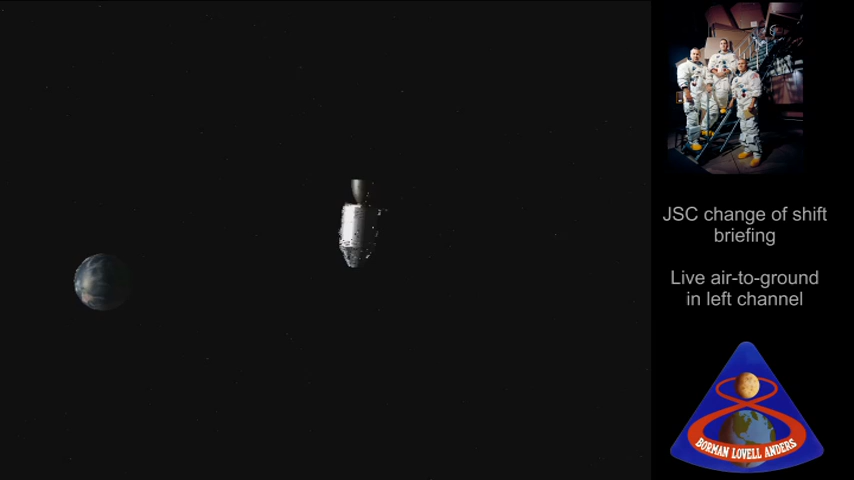 JSC change of shift
briefing
Live air-to-ground
in left channel
BORMAN LOVELL ANDERS